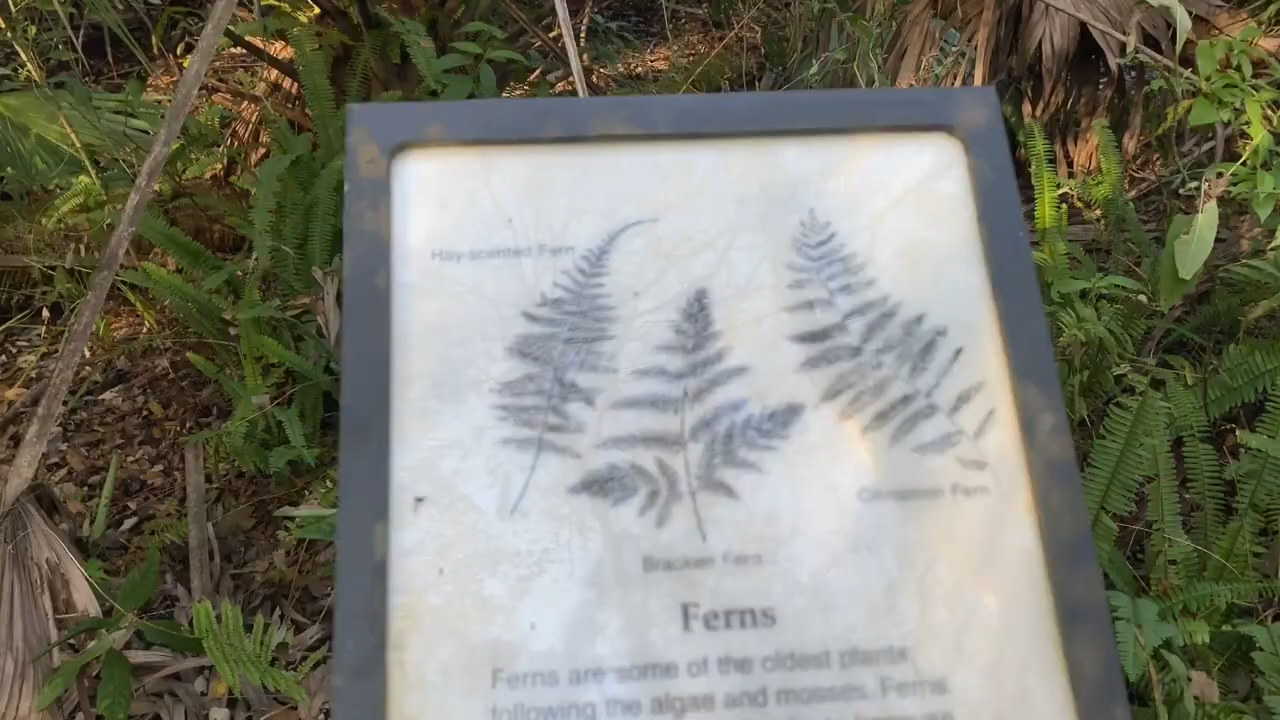 Hay-scented Fern
Cinnamon Fern
Bracken Fern
Ferns
Ferns are some of the oldest plants
following the algae and mosses. Ferns